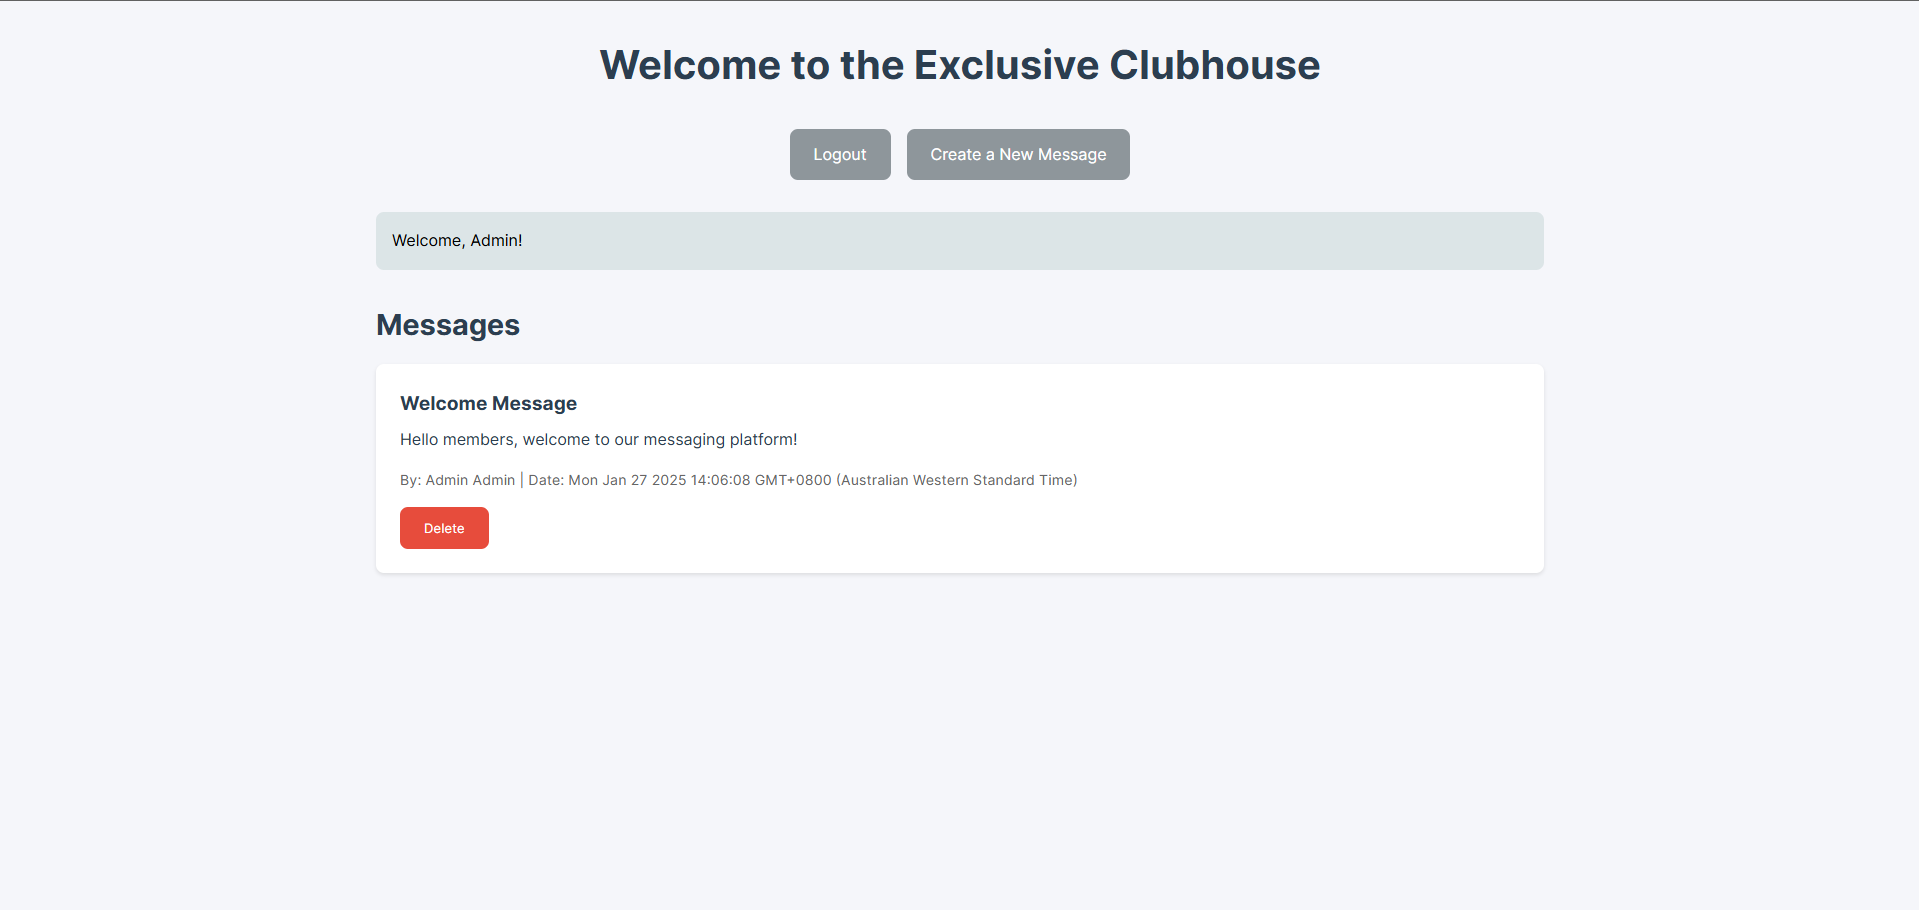 Welcome to the Exclusive Clubhouse
Logout
Create a New Message
Welcome, Admin!
Messages
Welcome Message
Hello members, welcome to our messaging platform!
By: Admin Admin | Date: Mon Jan 27 2025 14:06:08 GMT+0800 (Australian Western Standard Time)
Delete